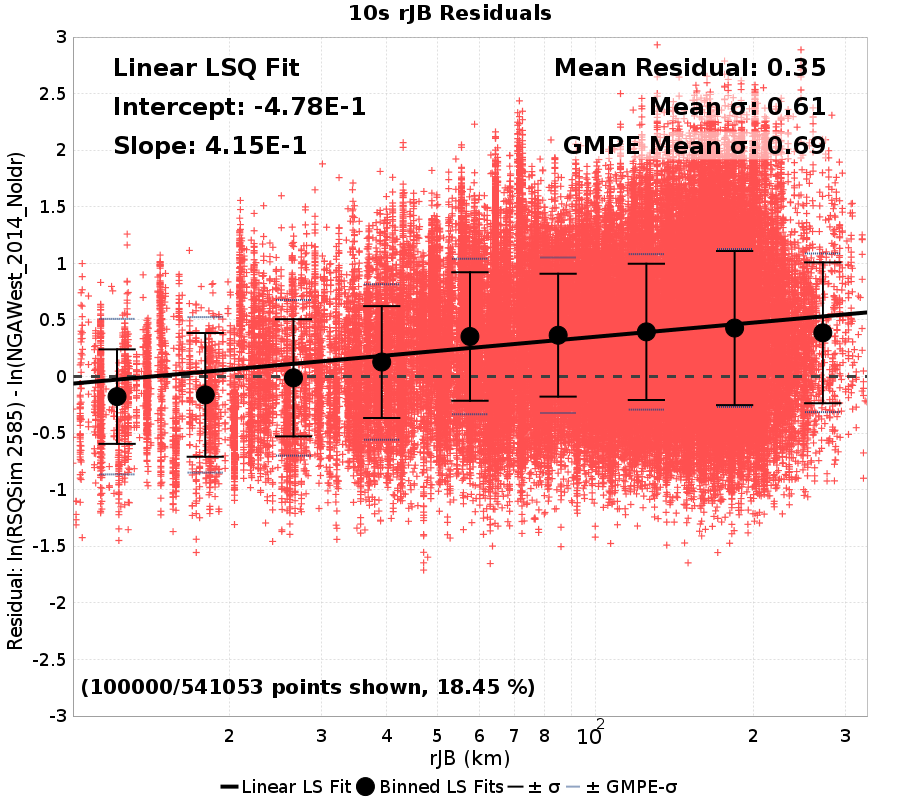 10s rJB Residuals
Linear LSQ Fit
Intercept: -4.78E-1
Slope: 4.15E-1
Mean Residual: 0.35
Mean σ: 0.61
GMPE Mean σ: 0.69
Residual: ln(RSQSim 2585) - ln(NGAWest_2014_NoIdr)
3
2.5
2
1.5
1
0.5
0
-0.5
-1
-1.5
-2
-2.5
-3
(100000/541053 points shown, 18.45 %)
2 3 4 5 6 7 8 10² 2 3
rJB (km)
Linear LS Fit Binned LS Fits ± σ ± GMPE-σ